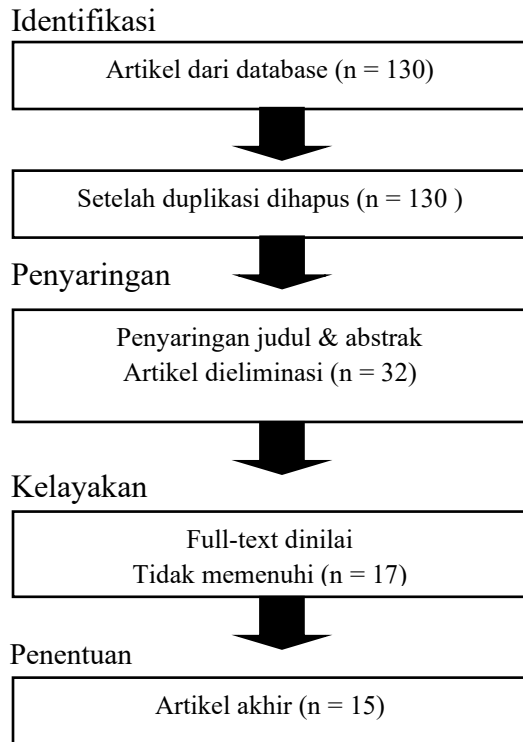 Identifikasi
Artikel dari database (n = 130)
Setelah duplikasi dihapus (n = 130 )
Penyaringan
Penyaringan judul & abstrak
Artikel dieliminasi (n = 32)
Kelayakan
Full-text dinilai
Tidak memenuhi (n = 17)
Penentuan
Artikel akhir (n = 15)